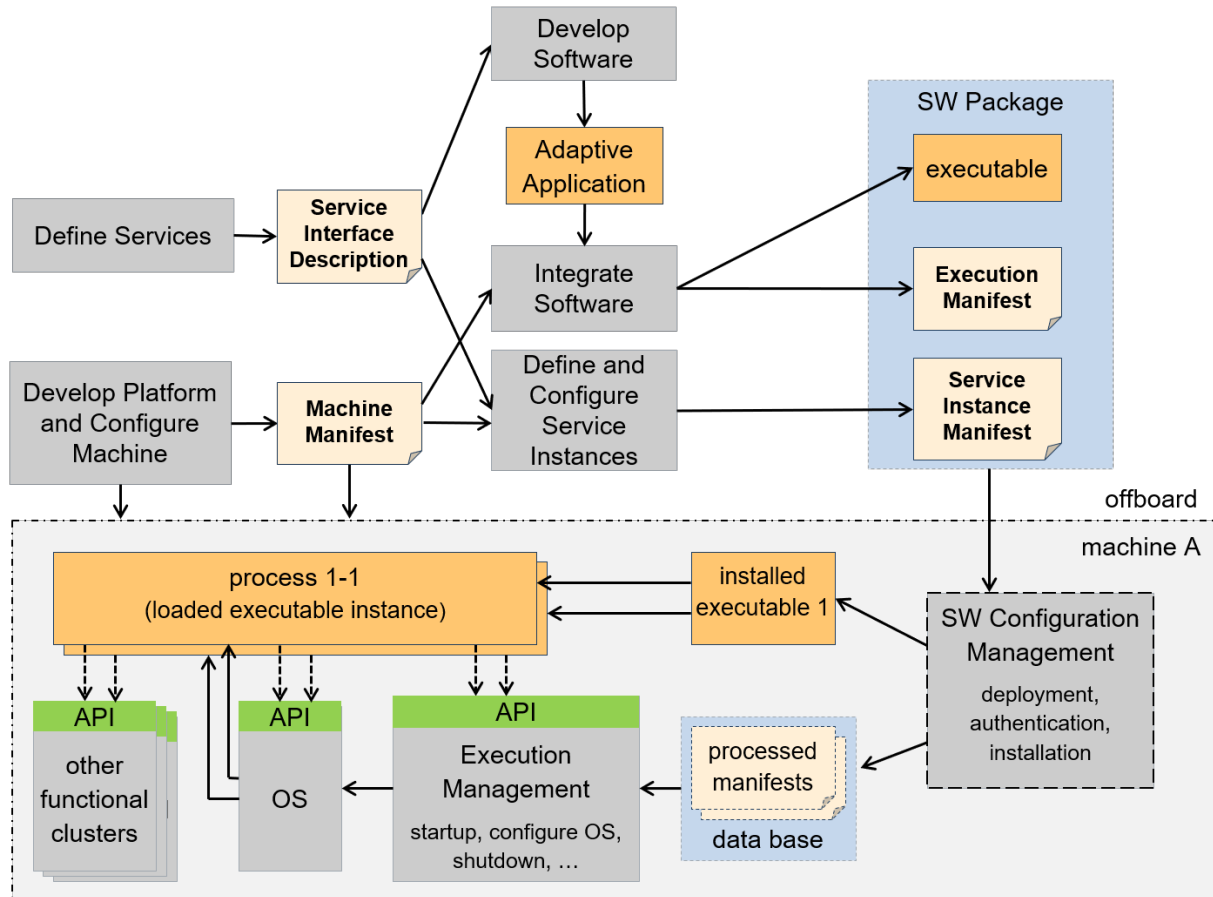 Develop
Software
SW Package
Adaptive
Application
executable
Define Services
Service
Interface
Description
Integrate
Software
Execution
Manifest
Develop Platform
and Configure
Machine
Machine
Manifest
Define and
Configure
Service
Instances
Service
Instance
Manifest
offboard
machine A
process 1-1
(loaded executable instance)
installed
executable 1
SW Configuration
Management
deployment,
authentication,
installation
API
other
functional
clusters
API
OS
API
Execution
Management
startup, configure OS,
shutdown, …
processed
manifests
data base